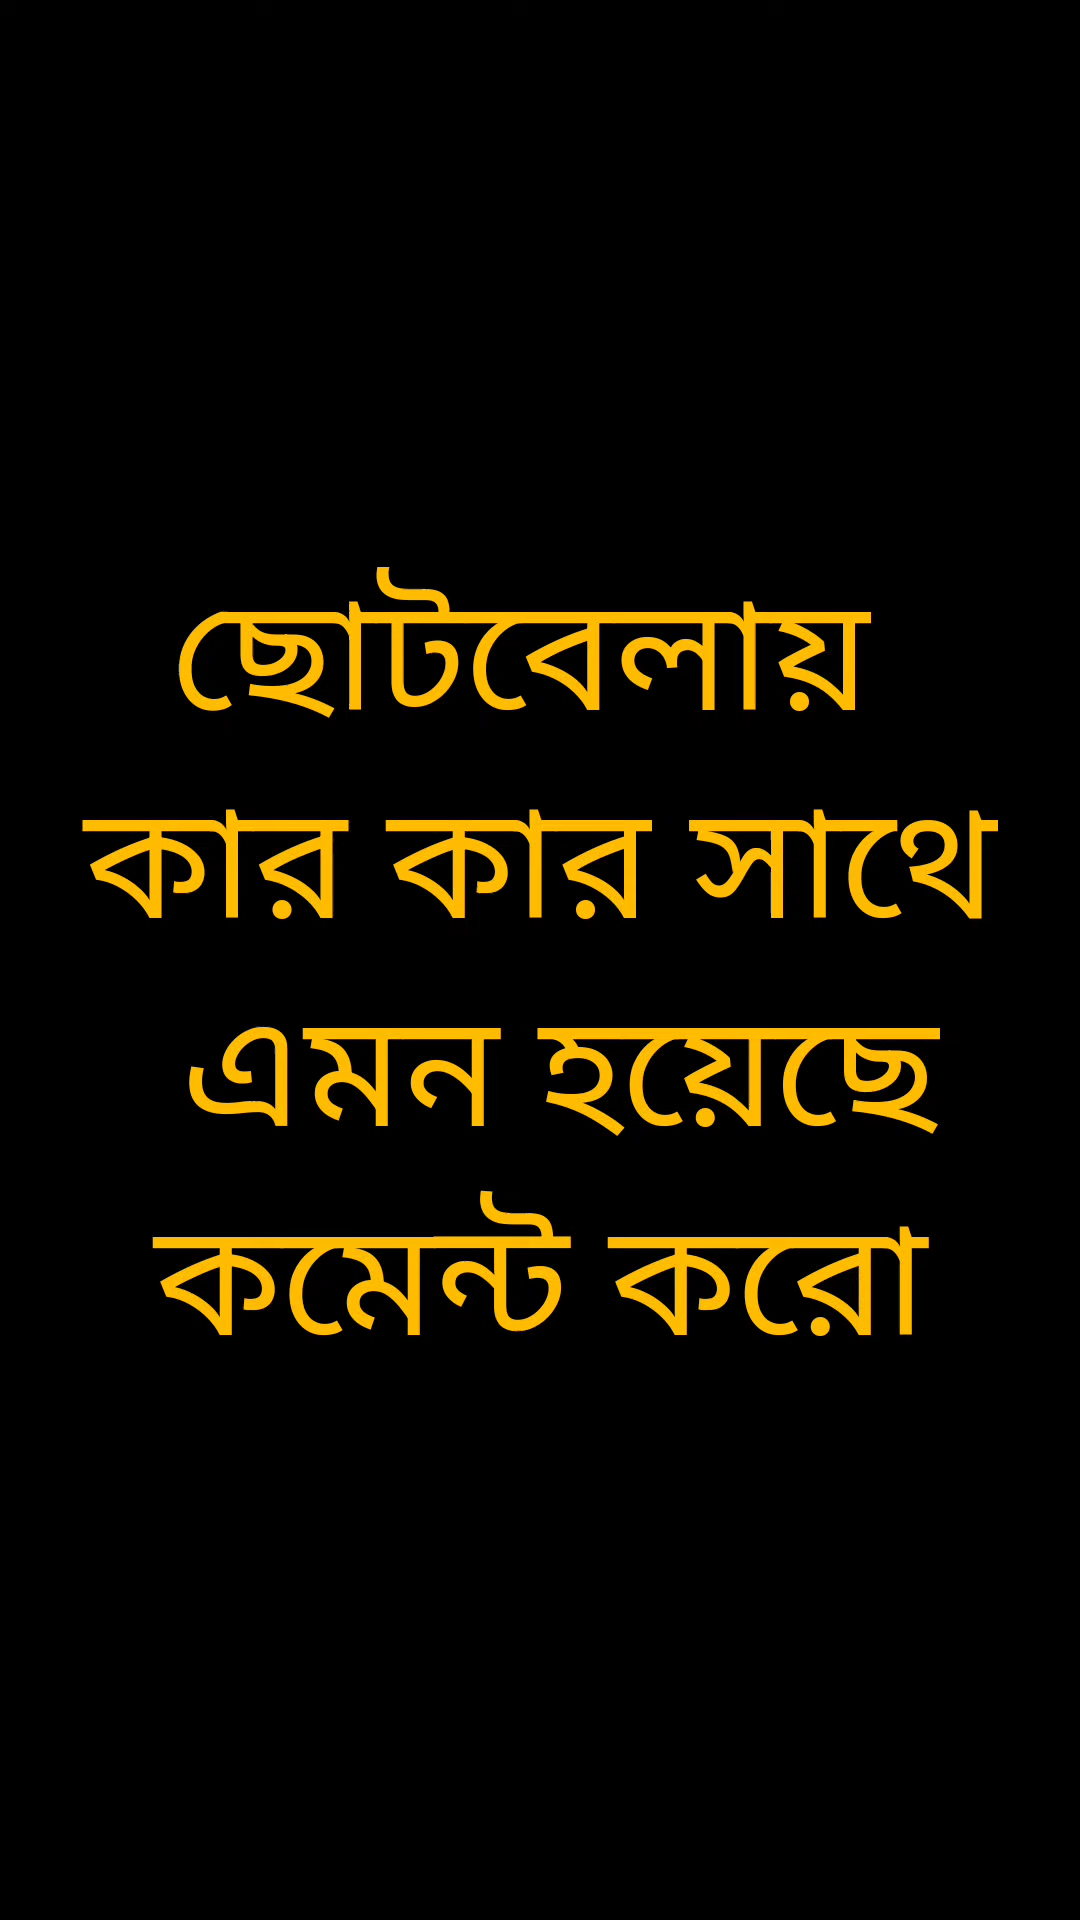 ছোটবেলায়
কার কার সাথে
এমন হয়েছে
কমেন্ট করো